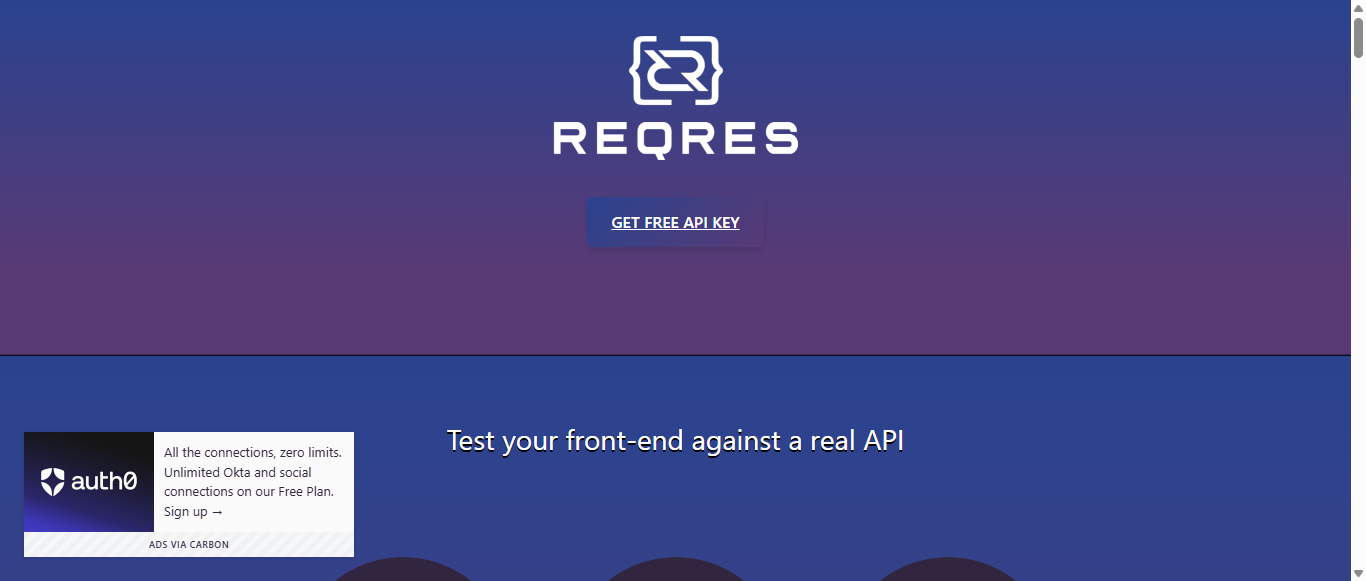 REQRES
GET FREE API KEY
Test your front-end against a real API
auth0
All the connections, zero limits.
Unlimited Okta and social
connections on our Free Plan.
Sign up →
ADS VIA CARBON